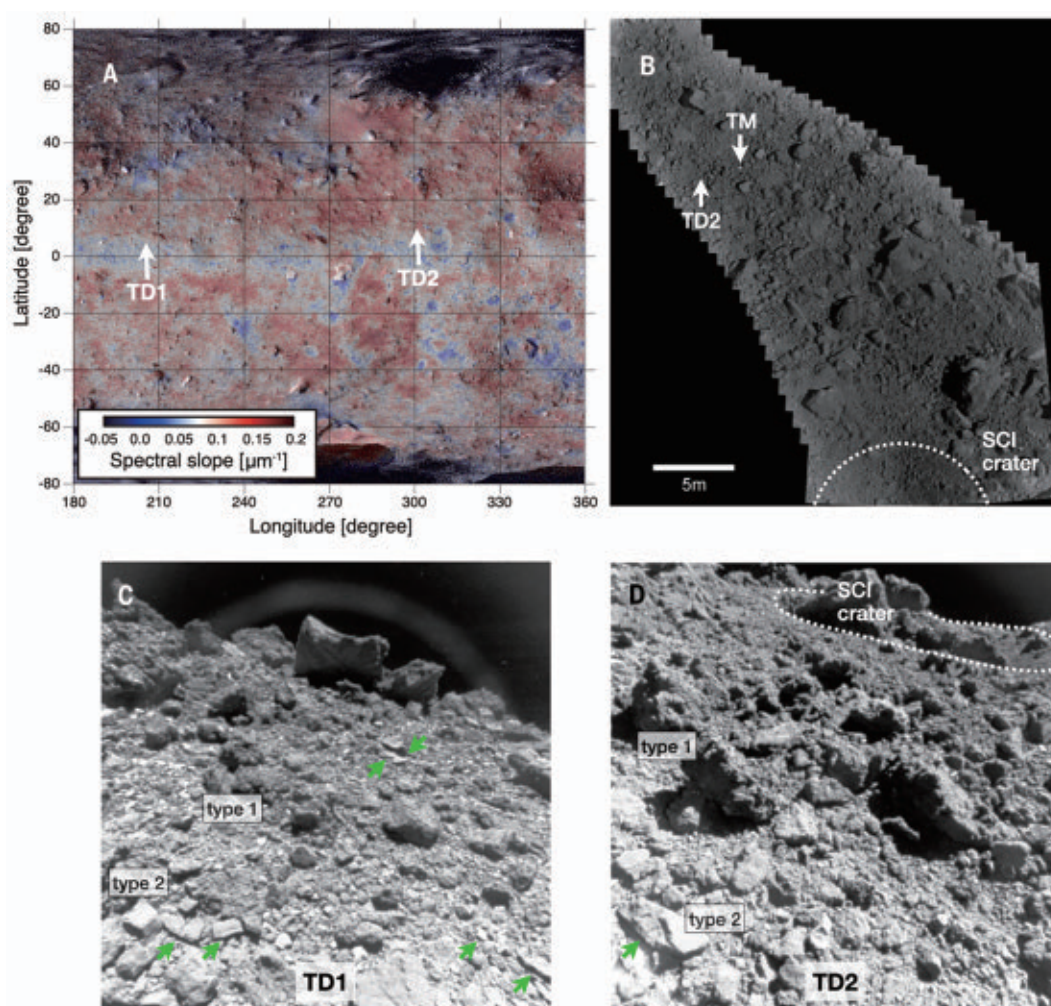 A
80
60
40
20
0
-20
-40
-60
-80
Latitude [degree]
TD1
TD2
-0.05 0.0 0.05 0.1 0.15 0.2
Spectral slope [µm⁻¹]
180 210 240 270 300 330 360
Longitude [degree]
B
TM
TD2
SCI
crater
5m
C
type 1
type 2
TD1
D
SCI
crater
type 1
type 2
TD2